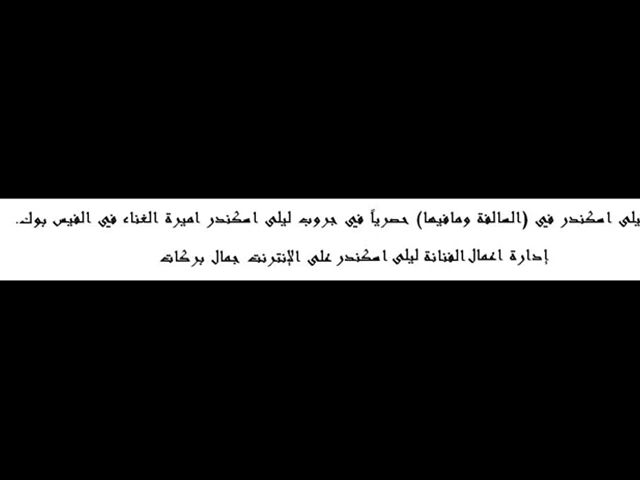 يلى اسكندر في (السالفة ومافيها) حصرياً في جروب ليلى اسكندر اميرة الغناء في الفيس بوك.
إدارة اعمال الفنانة ليلى اسكندر على الإنترنت جمال بركات